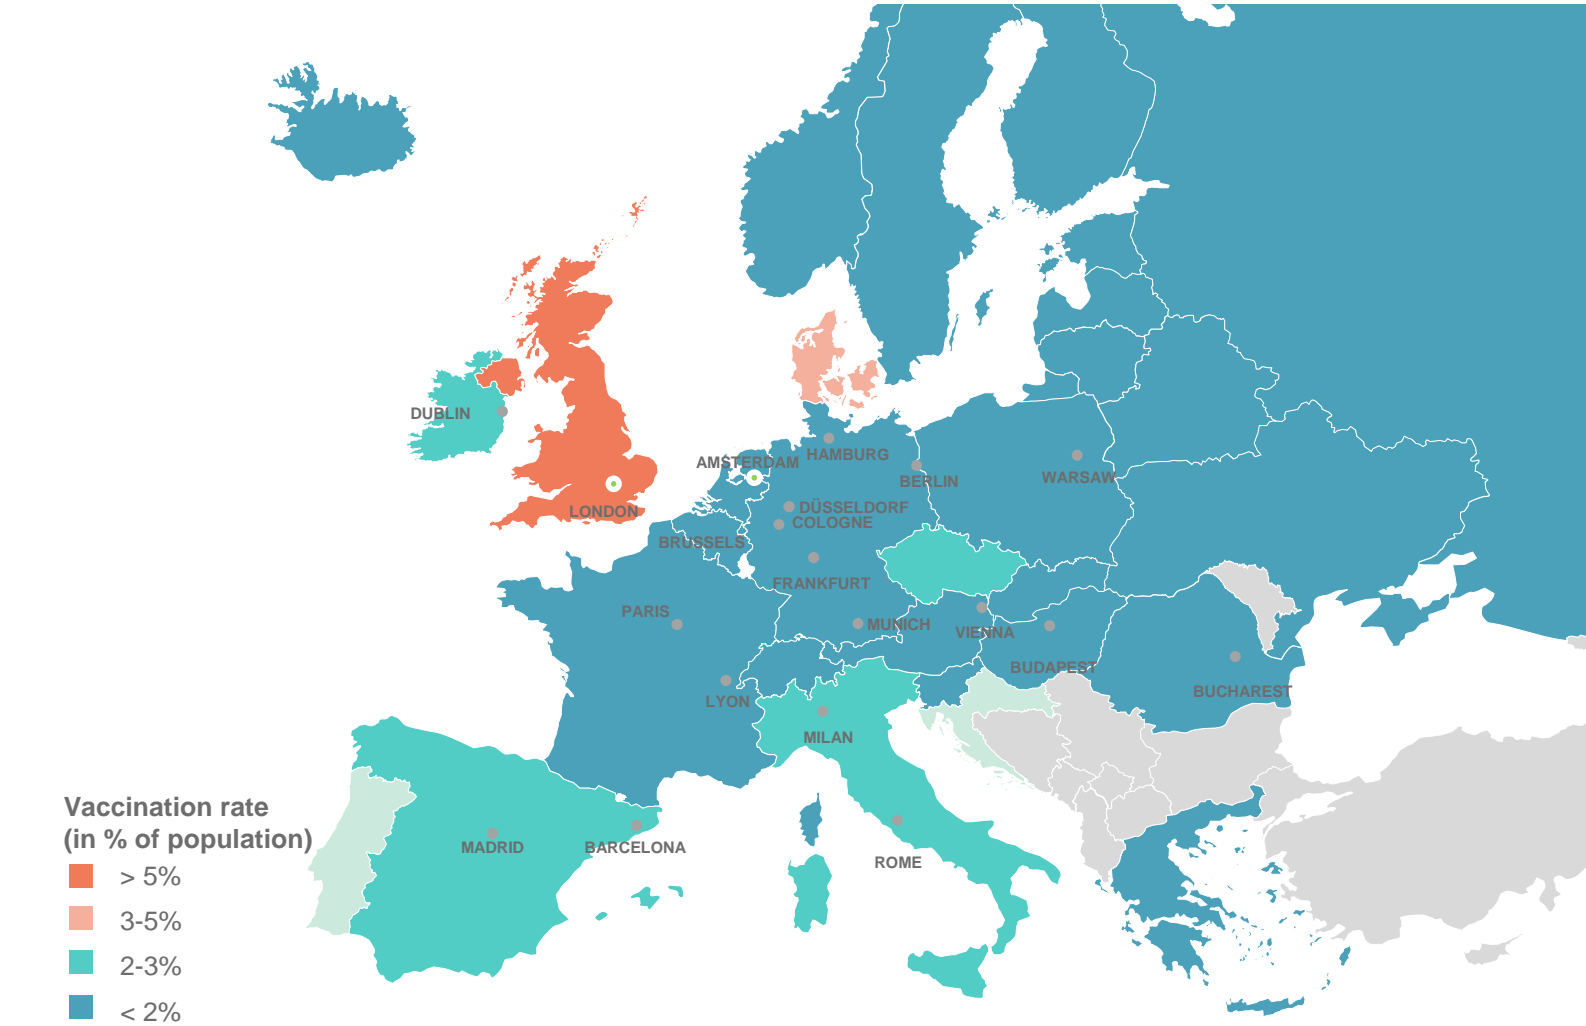 DUBLIN
LONDON
AMSTERDAM
HAMBURG
BERLIN
WARSAW
DÜSSELDORF
COLOGNE
BRUSSELS
FRANKFURT
PARIS
MUNICH
VIENNA
BUDAPEST
BUCHAREST
LYON
MILAN
MADRID
BARCELONA
ROME
Vaccination rate
(in % of population)
> 5%
3-5%
2-3%
< 2%